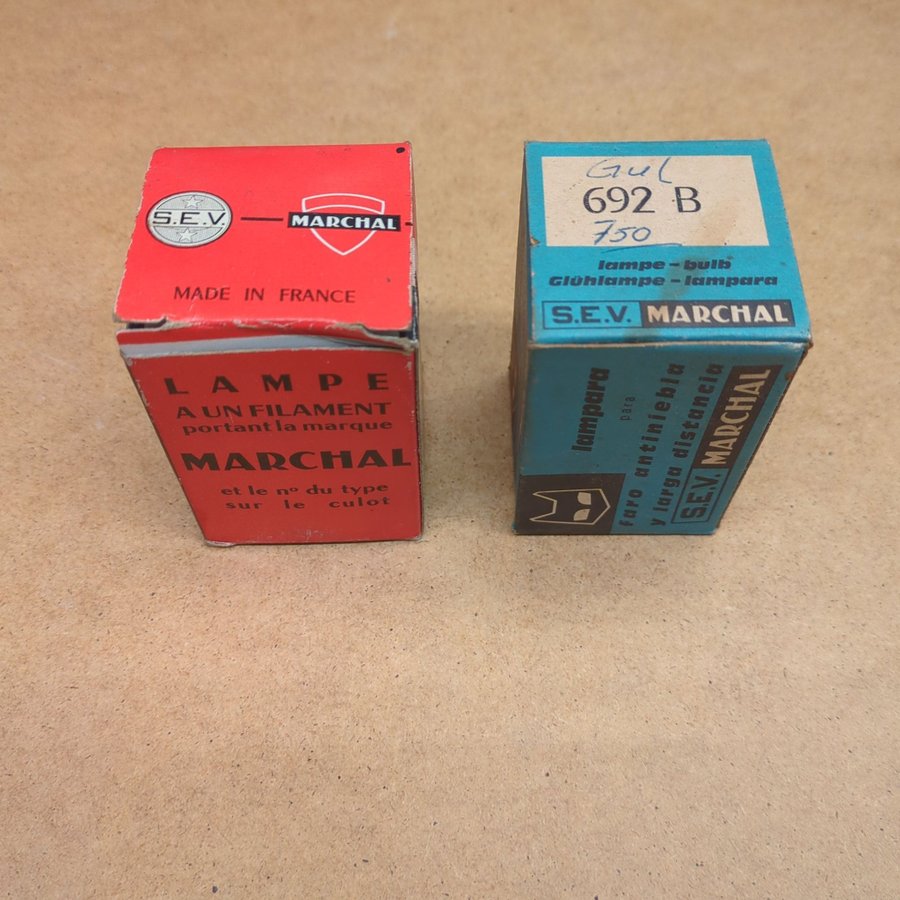 S.E.V. MARCHAL
MADE IN FRANCE
LAMPE
A UN FILAMENT
portant la marque
MARCHAL
et le nº du type
sur le culot
Gul
692 B
750
lampe - bulb
Glühlampe - lampara
S.E.V. MARCHAL
lampara
para
Faro antiniebla
y larga distancia
S.E.V. MARCHAL